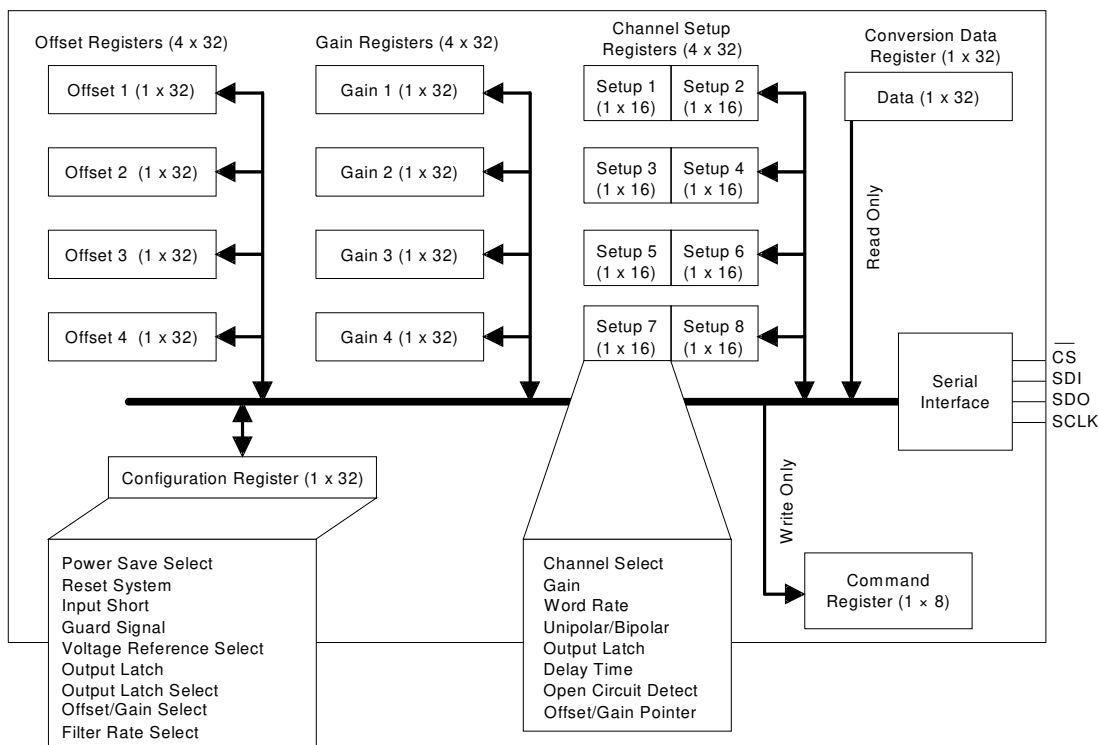 Offset Registers (4 x 32)
Offset 1 (1 x 32)
Offset 2 (1 x 32)
Offset 3 (1 x 32)
Offset 4 (1 x 32)
Gain Registers (4 x 32)
Gain 1 (1 x 32)
Gain 2 (1 x 32)
Gain 3 (1 x 32)
Gain 4 (1 x 32)
Channel Setup
Registers (4 x 32)
Setup 1
(1 x 16)
Setup 2
(1 x 16)
Setup 3
(1 x 16)
Setup 4
(1 x 16)
Setup 5
(1 x 16)
Setup 6
(1 x 16)
Setup 7
(1 x 16)
Setup 8
(1 x 16)
Conversion Data
Register (1 x 32)
Data (1 x 32)
Read Only
Serial
Interface
CS
SDI
SDO
SCLK
Configuration Register (1 x 32)
Power Save Select
Reset System
Input Short
Guard Signal
Voltage Reference Select
Output Latch
Output Latch Select
Offset/Gain Select
Filter Rate Select
Channel Select
Gain
Word Rate
Unipolar/Bipolar
Output Latch
Delay Time
Open Circuit Detect
Offset/Gain Pointer
Write Only
Command
Register (1 × 8)